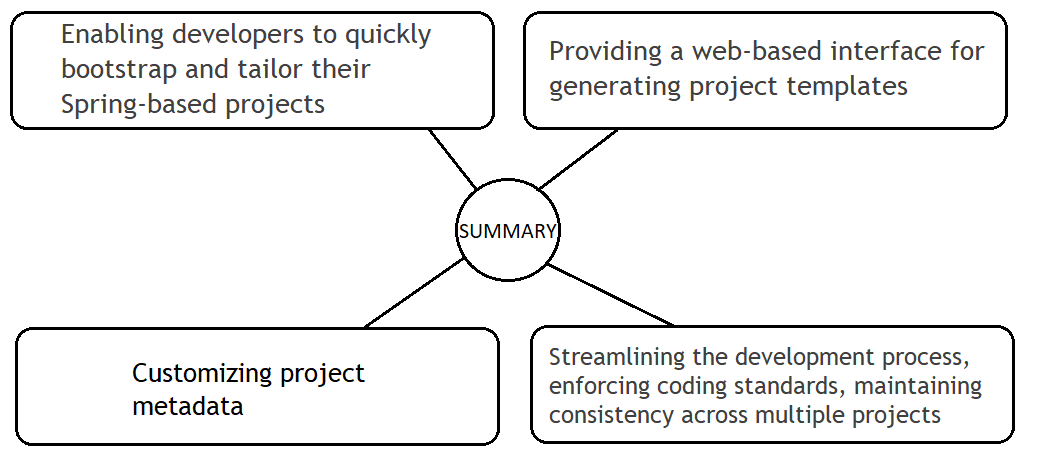 Enabling developers to quickly
bootstrap and tailor their
Spring-based projects
Providing a web-based interface for
generating project templates
SUMMARY
Customizing project
metadata
Streamlining the development process,
enforcing coding standards, maintaining
consistency across multiple projects